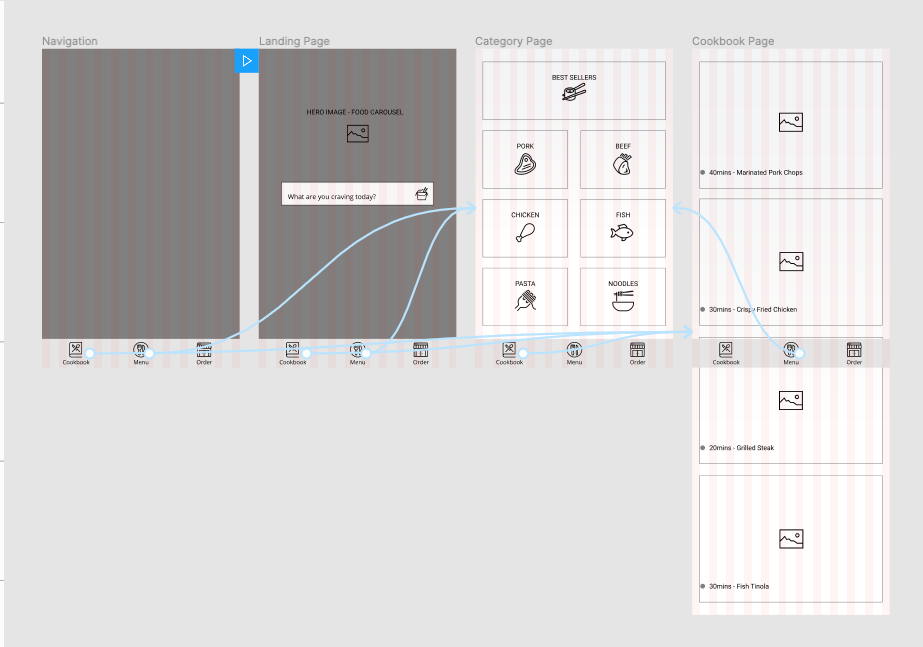 Navigation
Landing Page
Category Page
Cookbook Page
HERO IMAGE - FOOD CAROUSEL
What are you craving today?
Cookbook
Menu
Order
Cookbook
Menu
Order
BEST SELLERS
PORK
BEEF
CHICKEN
FISH
PASTA
NOODLES
Cookbook
Menu
Order
40mins - Marinated Pork Chops
30mins - Crispy Fried Chicken
Cookbook
Menu
Order
20mins - Grilled Steak
30mins - Fish Tinola